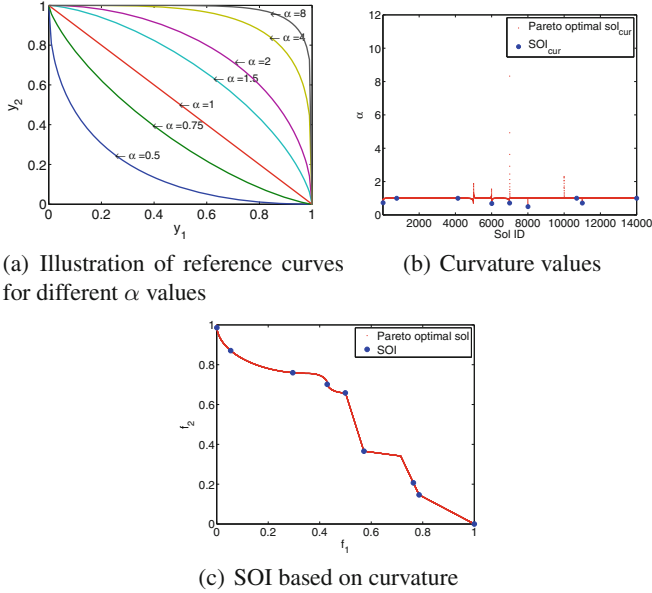 1
0.8
0.6
0.4
0.2
0
0 0.2 0.4 0.6 0.8 1
y2
y1
← α =8
← α =4
← α =2
← α =1.5
← α =1
← α =0.75
← α =0.5
(a) Illustration of reference curves
for different α values
12
10
8
6
4
2
0
2000 4000 6000 8000 10000 12000 14000
α
Sol ID
Pareto optimal sol_cur
SOI_cur
(b) Curvature values
1
0.8
0.6
0.4
0.2
0
0 0.2 0.4 0.6 0.8 1
f2
f1
Pareto optimal sol
SOI
(c) SOI based on curvature